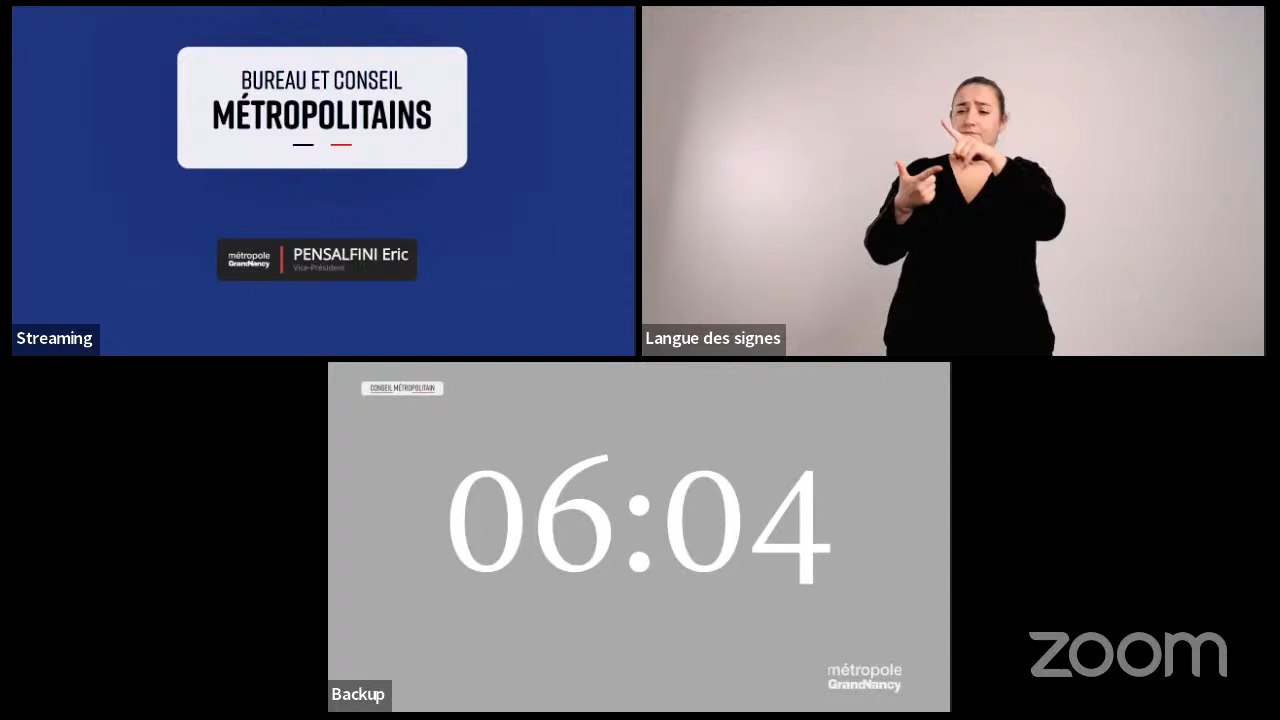 BUREAU ET CONSEIL
MÉTROPOLITAINS
métropole
GrandNancy
PENSALFINI Eric
Vice-Président
Streaming
Langue des signes
CONSEIL MÉTROPOLITAIN
06:04
métropole
GrandNancy
Backup
zoom